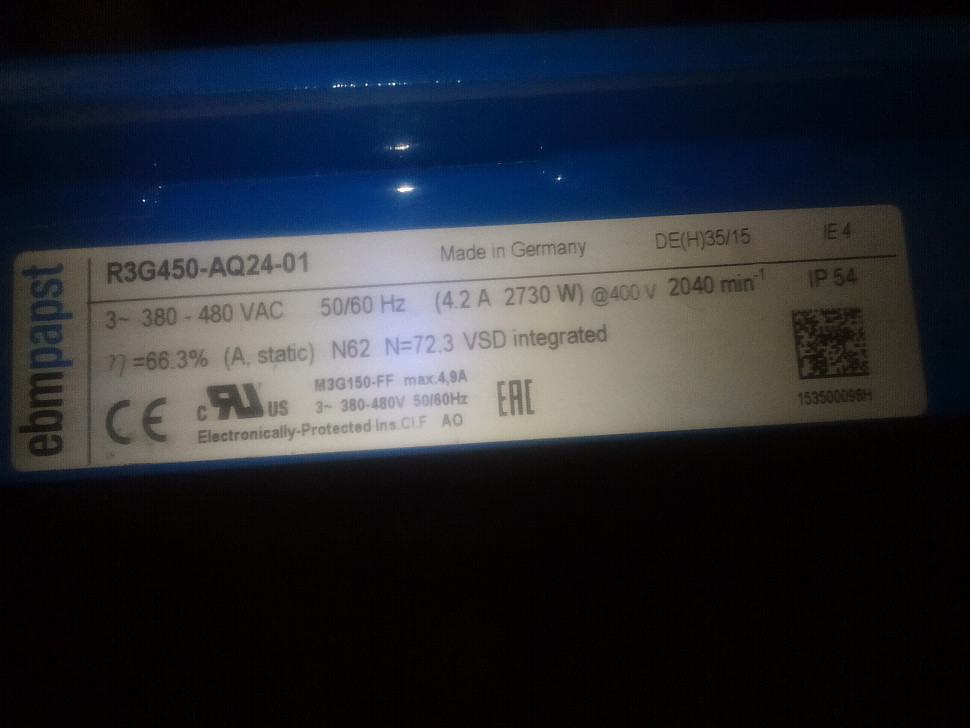 ebmpapst
R3G450-AQ24-01 Made in Germany DE(H)35/15 IE 4
3~ 380 - 480 VAC 50/60 Hz (4.2 A 2730 W) @400 V 2040 min-1 IP 54
η =66.3% (A, static) N62 N=72.3 VSD integrated
CE c RU US M3G150-FF max.4,9A EAC
3~ 380-480V 50/60Hz
Electronically-Protected Ins.Cl.F AO